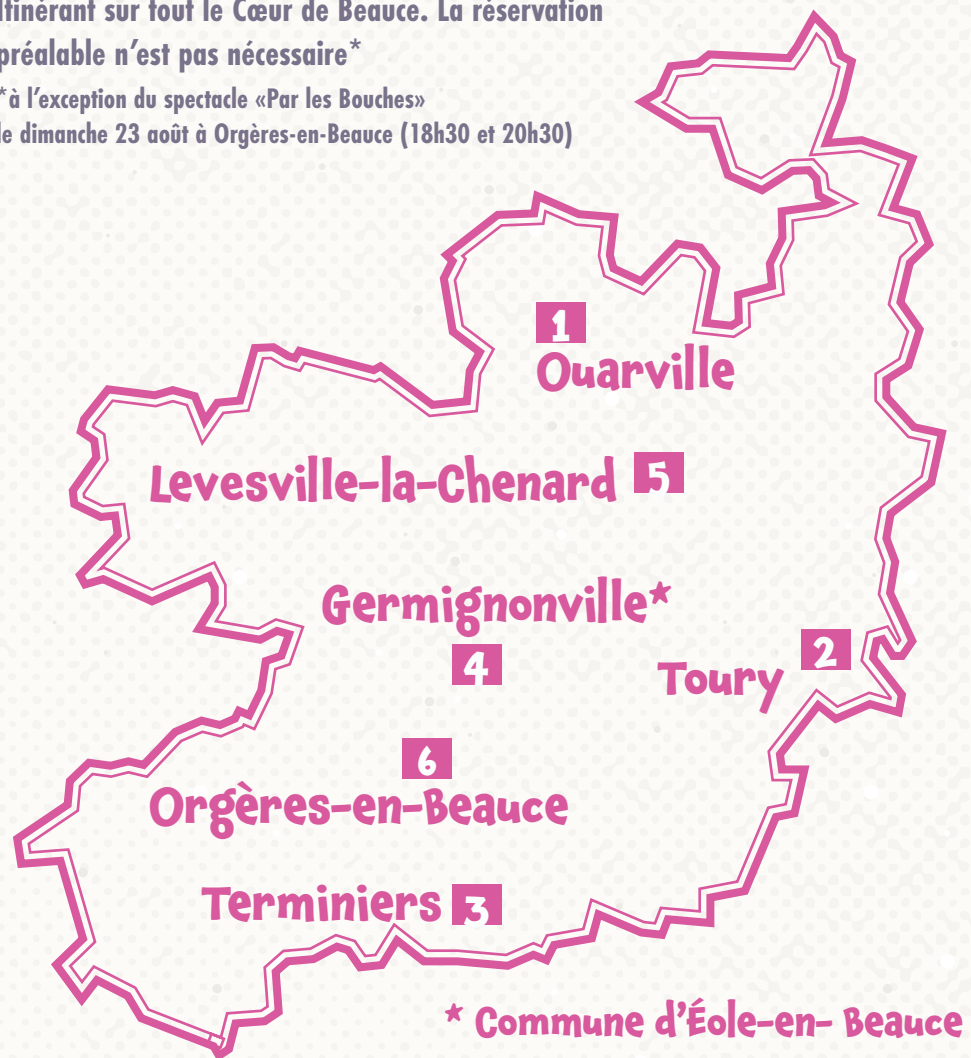 Itinérant sur tout le Cœur de Beauce. La réservation
préalable n’est pas nécessaire*
*à l’exception du spectacle «Par les Bouches»
le dimanche 23 août à Orgères-en-Beauce (18h30 et 20h30)
1
Ouarville
Levesville-la-Chenard 5
Germignonville*
4
2
Toury
6
Orgères-en-Beauce
Terminiers 3
* Commune d’Éole-en- Beauce